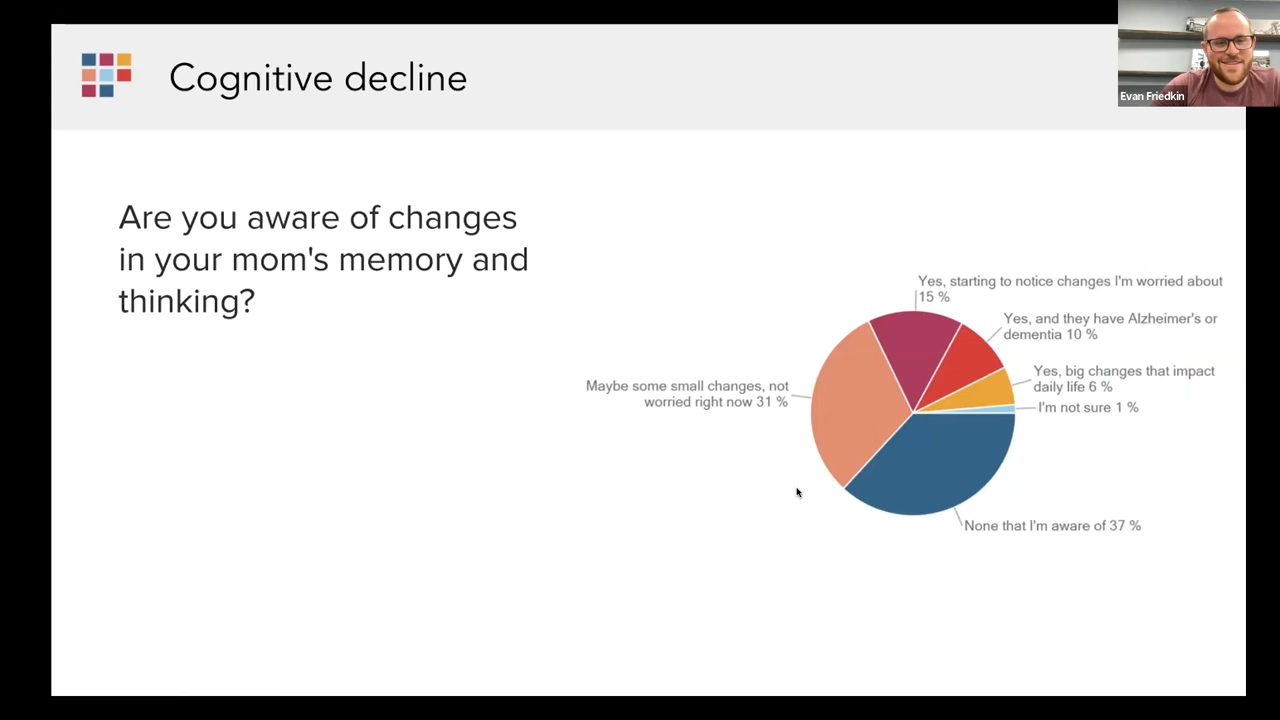 Cognitive decline
Evan Friedkin
Are you aware of changes
in your mom's memory and
thinking?
Yes, starting to notice changes I'm worried about
15 %
Yes, and they have Alzheimer's or
dementia 10 %
Yes, big changes that impact
daily life 6 %
I'm not sure 1 %
Maybe some small changes, not
worried right now 31 %
None that I'm aware of 37 %